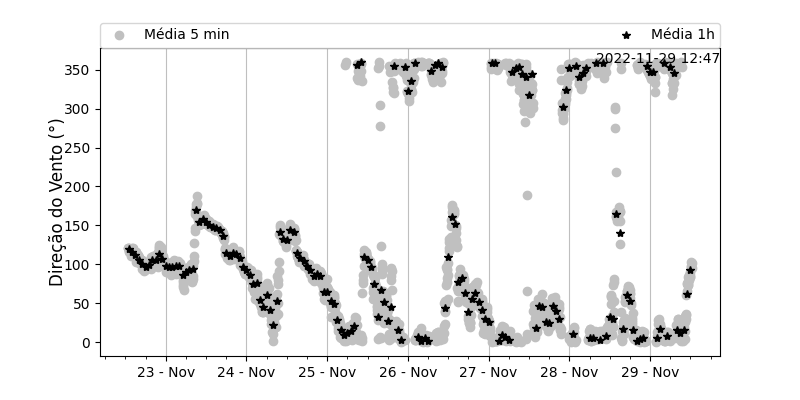 Média 5 min
Média 1h
2022-11-29 12:47
Direção do Vento (°)
350
300
250
200
150
100
50
0
23 - Nov
24 - Nov
25 - Nov
26 - Nov
27 - Nov
28 - Nov
29 - Nov